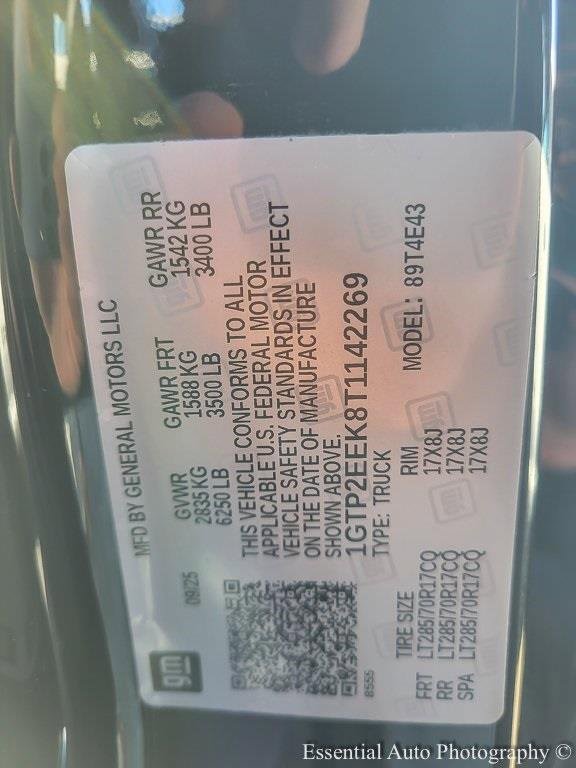 MFD BY GENERAL MOTORS LLC
gm
09/25
GVWR GAWR FRT GAWR RR
2835 KG 1588 KG 1542 KG
6250 LB 3500 LB 3400 LB
THIS VEHICLE CONFORMS TO ALL
APPLICABLE U.S. FEDERAL MOTOR
VEHICLE SAFETY STANDARDS IN EFFECT
ON THE DATE OF MANUFACTURE
SHOWN ABOVE.
1GTP2EEK8T1142269
8555 TYPE: TRUCK MODEL: 89T4E43
TIRE SIZE RIM
FRT LT285/70R17CQ 17X8J
RR LT285/70R17CQ 17X8J
SPA LT285/70R17CQ 17X8J
Essential Auto Photography ©